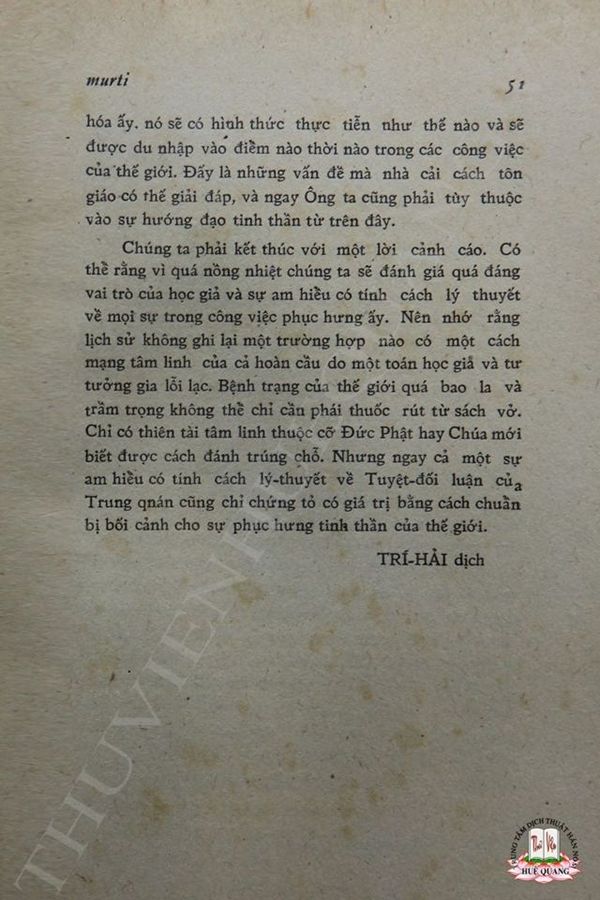 murti 51
hóa ấy. nó sẽ có hình thức thực tiễn như thế nào và sẽ
được du nhập vào điểm nào thời nào trong các công việc
của thế giới. Đấy là những vấn đề mà nhà cải cách tôn
giáo có thể giải đáp, và ngay Ông ta cũng phải tùy thuộc
vào sự hướng đạo tinh thần từ trên đây.
Chúng ta phải kết thúc với một lời cảnh cáo. Có
thể rằng vì quá nồng nhiệt chúng ta sẽ đánh giá quá đáng
vai trò của học giả và sự am hiểu có tính cách lý thuyết
về mọi sự trong công việc phục hưng ấy. Nên nhớ rằng
lịch sử không ghi lại một trường hợp nào có một cách
mạng tâm linh của cả hoàn cầu do một toán học giả và tư
tưởng gia lỗi lạc. Bệnh trạng của thế giới quá bao la và
trầm trọng không thể chỉ cần phái thuốc rút từ sách vở.
Chỉ có thiên tài tâm linh thuộc cỡ Đức Phật hay Chúa mới
biết được cách đánh trúng chỗ. Nhưng ngay cả một sự
am hiểu có tính cách lý-thuyết về Tuyệt-đối luận của
Trung qnán cũng chỉ chứng tỏ có giá trị bằng cách chuẩn
bị bối cảnh cho sự phục hưng tinh thần của thế giới.
TRÍ-HẢI dịch
THUVIENH
TRUNG TÂM DỊCH THUẬT HÁN NÔM
HUỆ QUANG